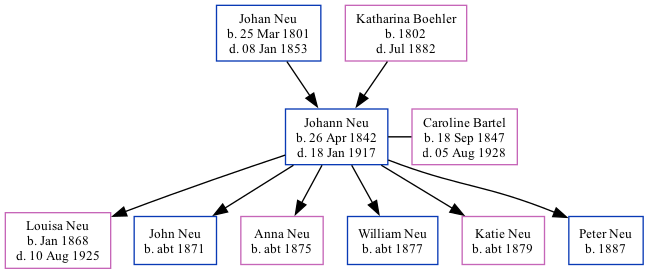 Johan Neu
b. 25 Mar 1801
d. 08 Jan 1853
Katharina Boehler
b. 1802
d. Jul 1882
Johann Neu
b. 26 Apr 1842
d. 18 Jan 1917
Caroline Bartel
b. 18 Sep 1847
d. 05 Aug 1928
Louisa Neu
b. Jan 1868
d. 10 Aug 1925
John Neu
b. abt 1871
Anna Neu
b. abt 1875
William Neu
b. abt 1877
Katie Neu
b. abt 1879
Peter Neu
b. 1887